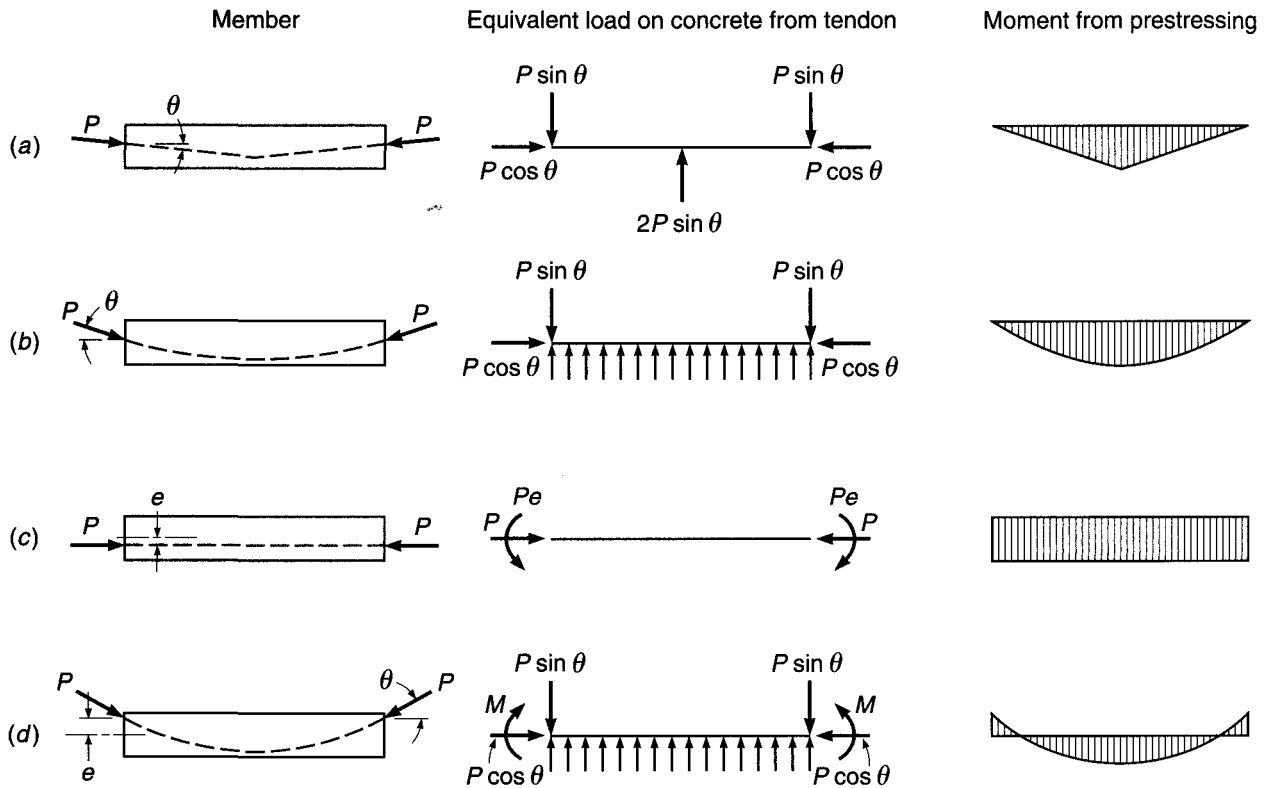 Member
Equivalent load on concrete from tendon
Moment from prestressing
(a)
P
θ
P
P sin θ
P sin θ
P cos θ
P cos θ
2P sin θ
(b)
P
θ
P
P sin θ
P sin θ
P cos θ
P cos θ
(c)
P
e
P
Pe
P
Pe
P
(d)
P
e
θ
P
P sin θ
P sin θ
M
M
P cos θ
P cos θ